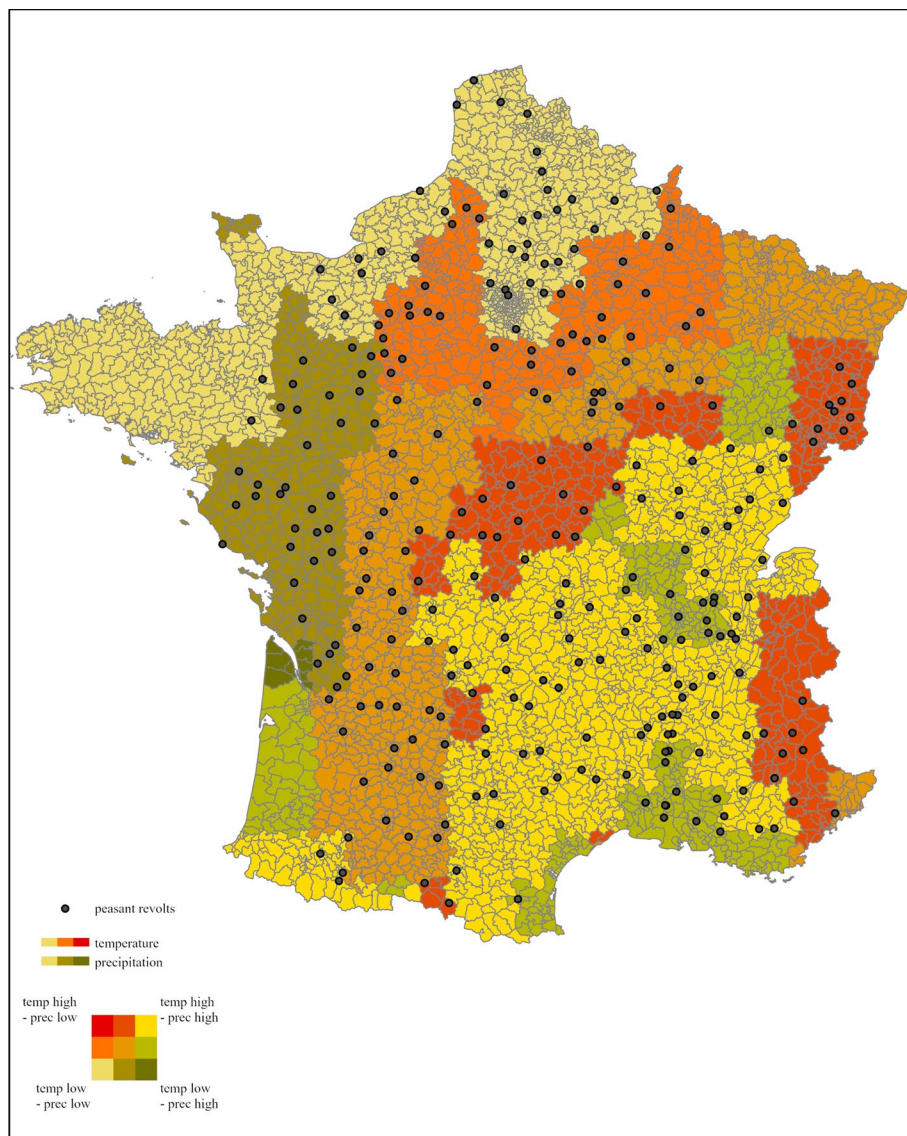 peasant revolts
temperature
precipitation
temp high
- prec low
temp high
- prec high
temp low
- prec low
temp low
- prec high